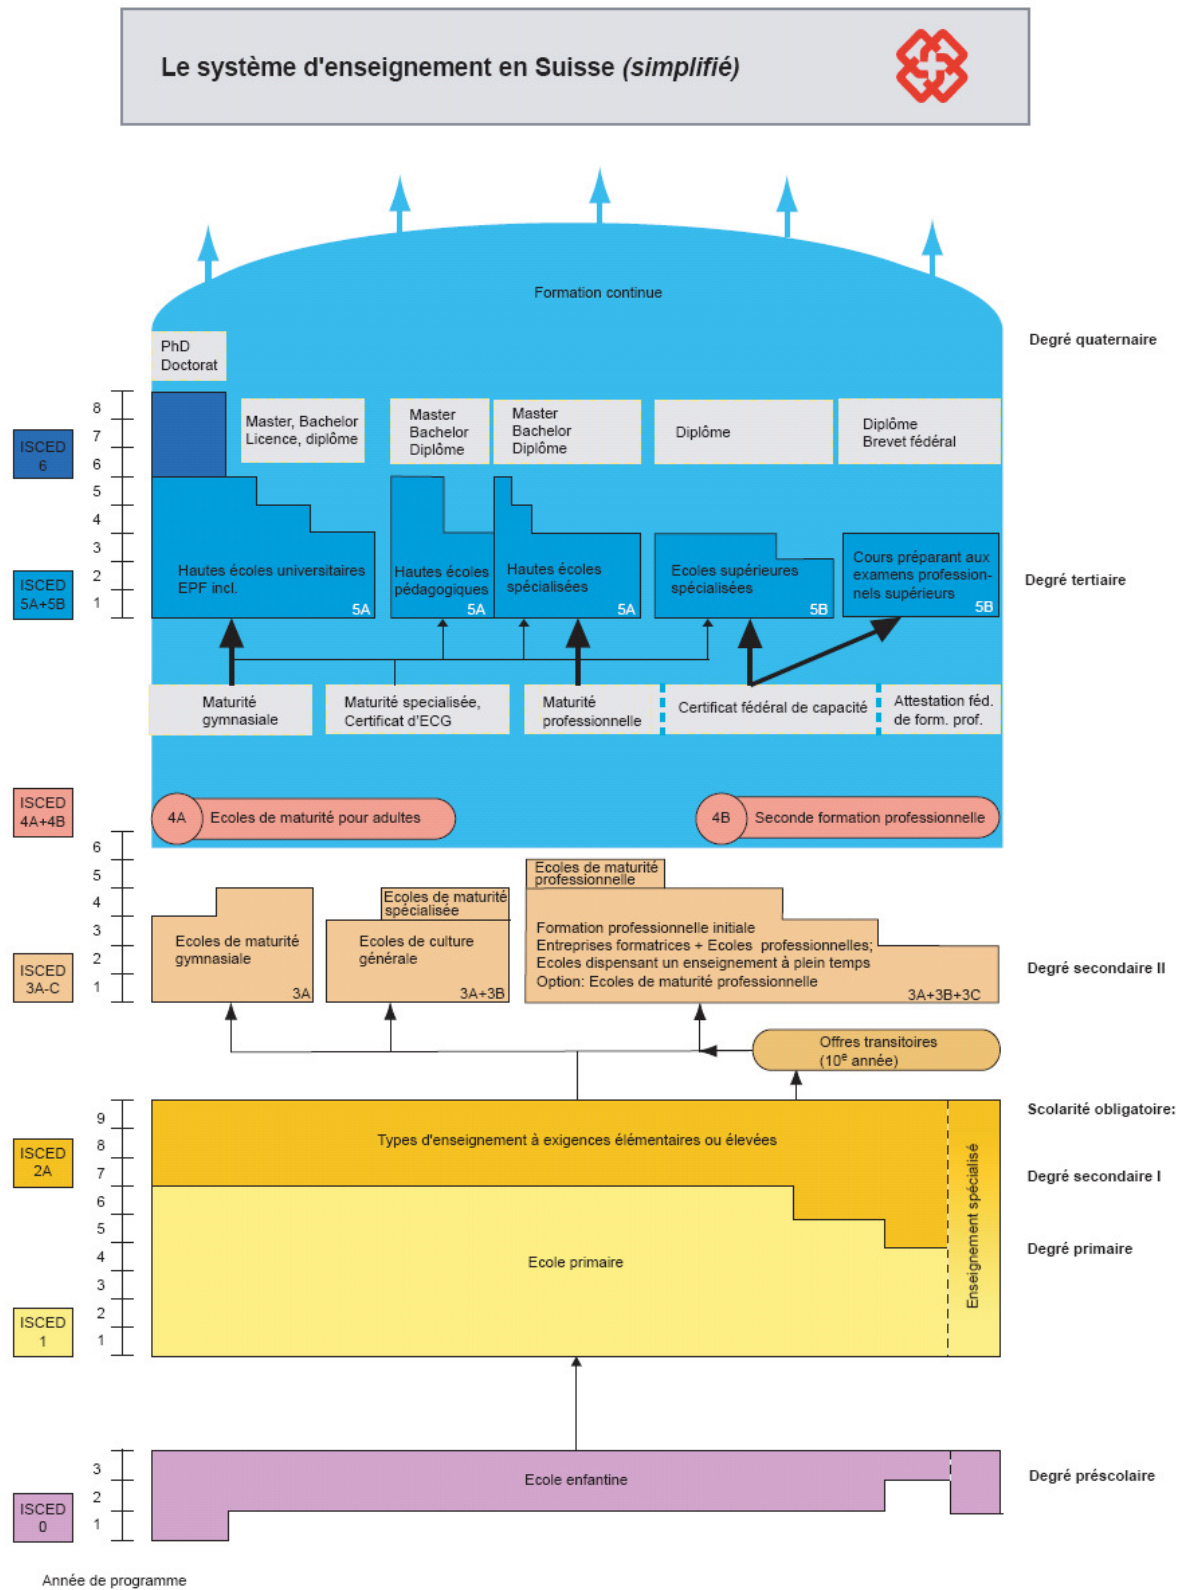 Le système d'enseignement en Suisse (simplifié)
Formation continue
Degré quaternaire
PhD
Doctorat
8
7
6
5
4
3
2
1
ISCED
6
Master, Bachelor
Licence, diplôme
Master
Bachelor
Diplôme
Master
Bachelor
Diplôme
Diplôme
Diplôme
Brevet fédéral
ISCED
5A+5B
Hautes écoles universitaires
EPF incl.
5A
Hautes écoles
pédagogiques
5A
Hautes écoles
spécialisées
5A
Ecoles supérieures
spécialisées
5B
Cours préparant aux
examens profession-
nels supérieurs
5B
Degré tertiaire
Maturité
gymnasiale
Maturité specialisée,
Certificat d'ECG
Maturité
professionnelle
Certificat fédéral de capacité
Attestation féd.
de form. prof.
ISCED
4A+4B
4A
Ecoles de maturité pour adultes
4B
Seconde formation professionnelle
6
5
4
3
2
1
ISCED
3A-C
Ecoles de maturité
gymnasiale
3A
Ecoles de maturité
spécialisée
Ecoles de culture
générale
3A+3B
Ecoles de maturité
professionnelle
Formation professionnelle initiale
Entreprises formatrices + Ecoles professionnelles;
Ecoles dispensant un enseignement à plein temps
Option: Ecoles de maturité professionnelle
3A+3B+3C
Degré secondaire II
Offres transitoires
(10e année)
Scolarité obligatoire:
9
8
7
6
5
4
3
2
1
ISCED
2A
Types d'enseignement à exigences élémentaires ou élevées
Degré secondaire I
Enseignement spécialisé
Degré primaire
Ecole primaire
ISCED
1
3
2
1
ISCED
0
Ecole enfantine
Degré préscolaire
Année de programme